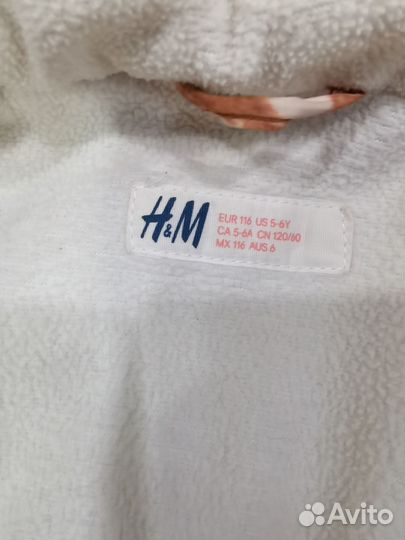 H&M
EUR 116 US 5-6Y
CA 5-6A CN 120/60
MX 116 AUS 6
Avito